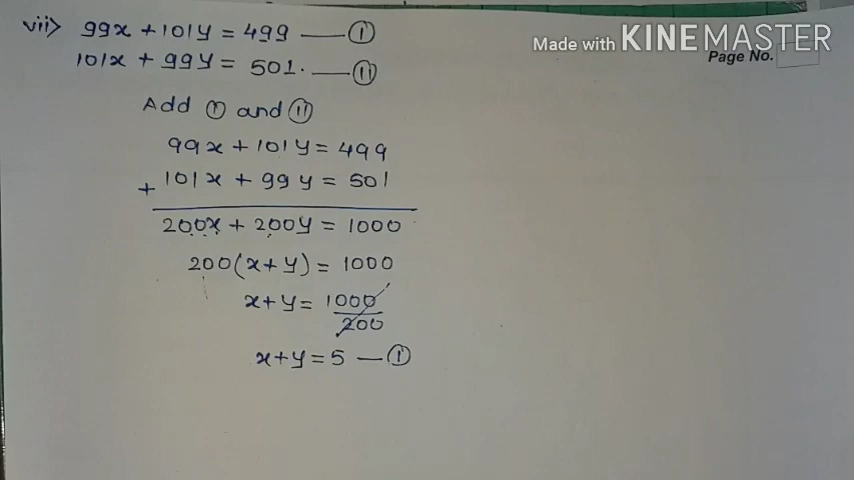 vii> 99x + 101y = 499 — (I)
Made with KINEMASTER
101x + 99y = 501. — (II)
Page No.
Add (I) and (II)
99x + 101y = 499
+ 101x + 99y = 501
200x + 200y = 1000
200(x + y) = 1000
x + y = 1000/200
x + y = 5 — (I)